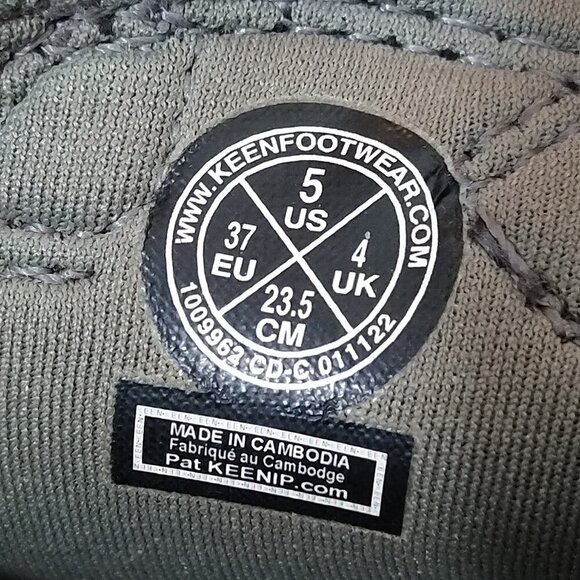 WWW.KEENFOOTWEAR.COM
5
US
37
EU
4
UK
23.5
CM
1009962 CD-C 011122
MADE IN CAMBODIA
Fabriqué au Cambodge
Pat KEENIP.com